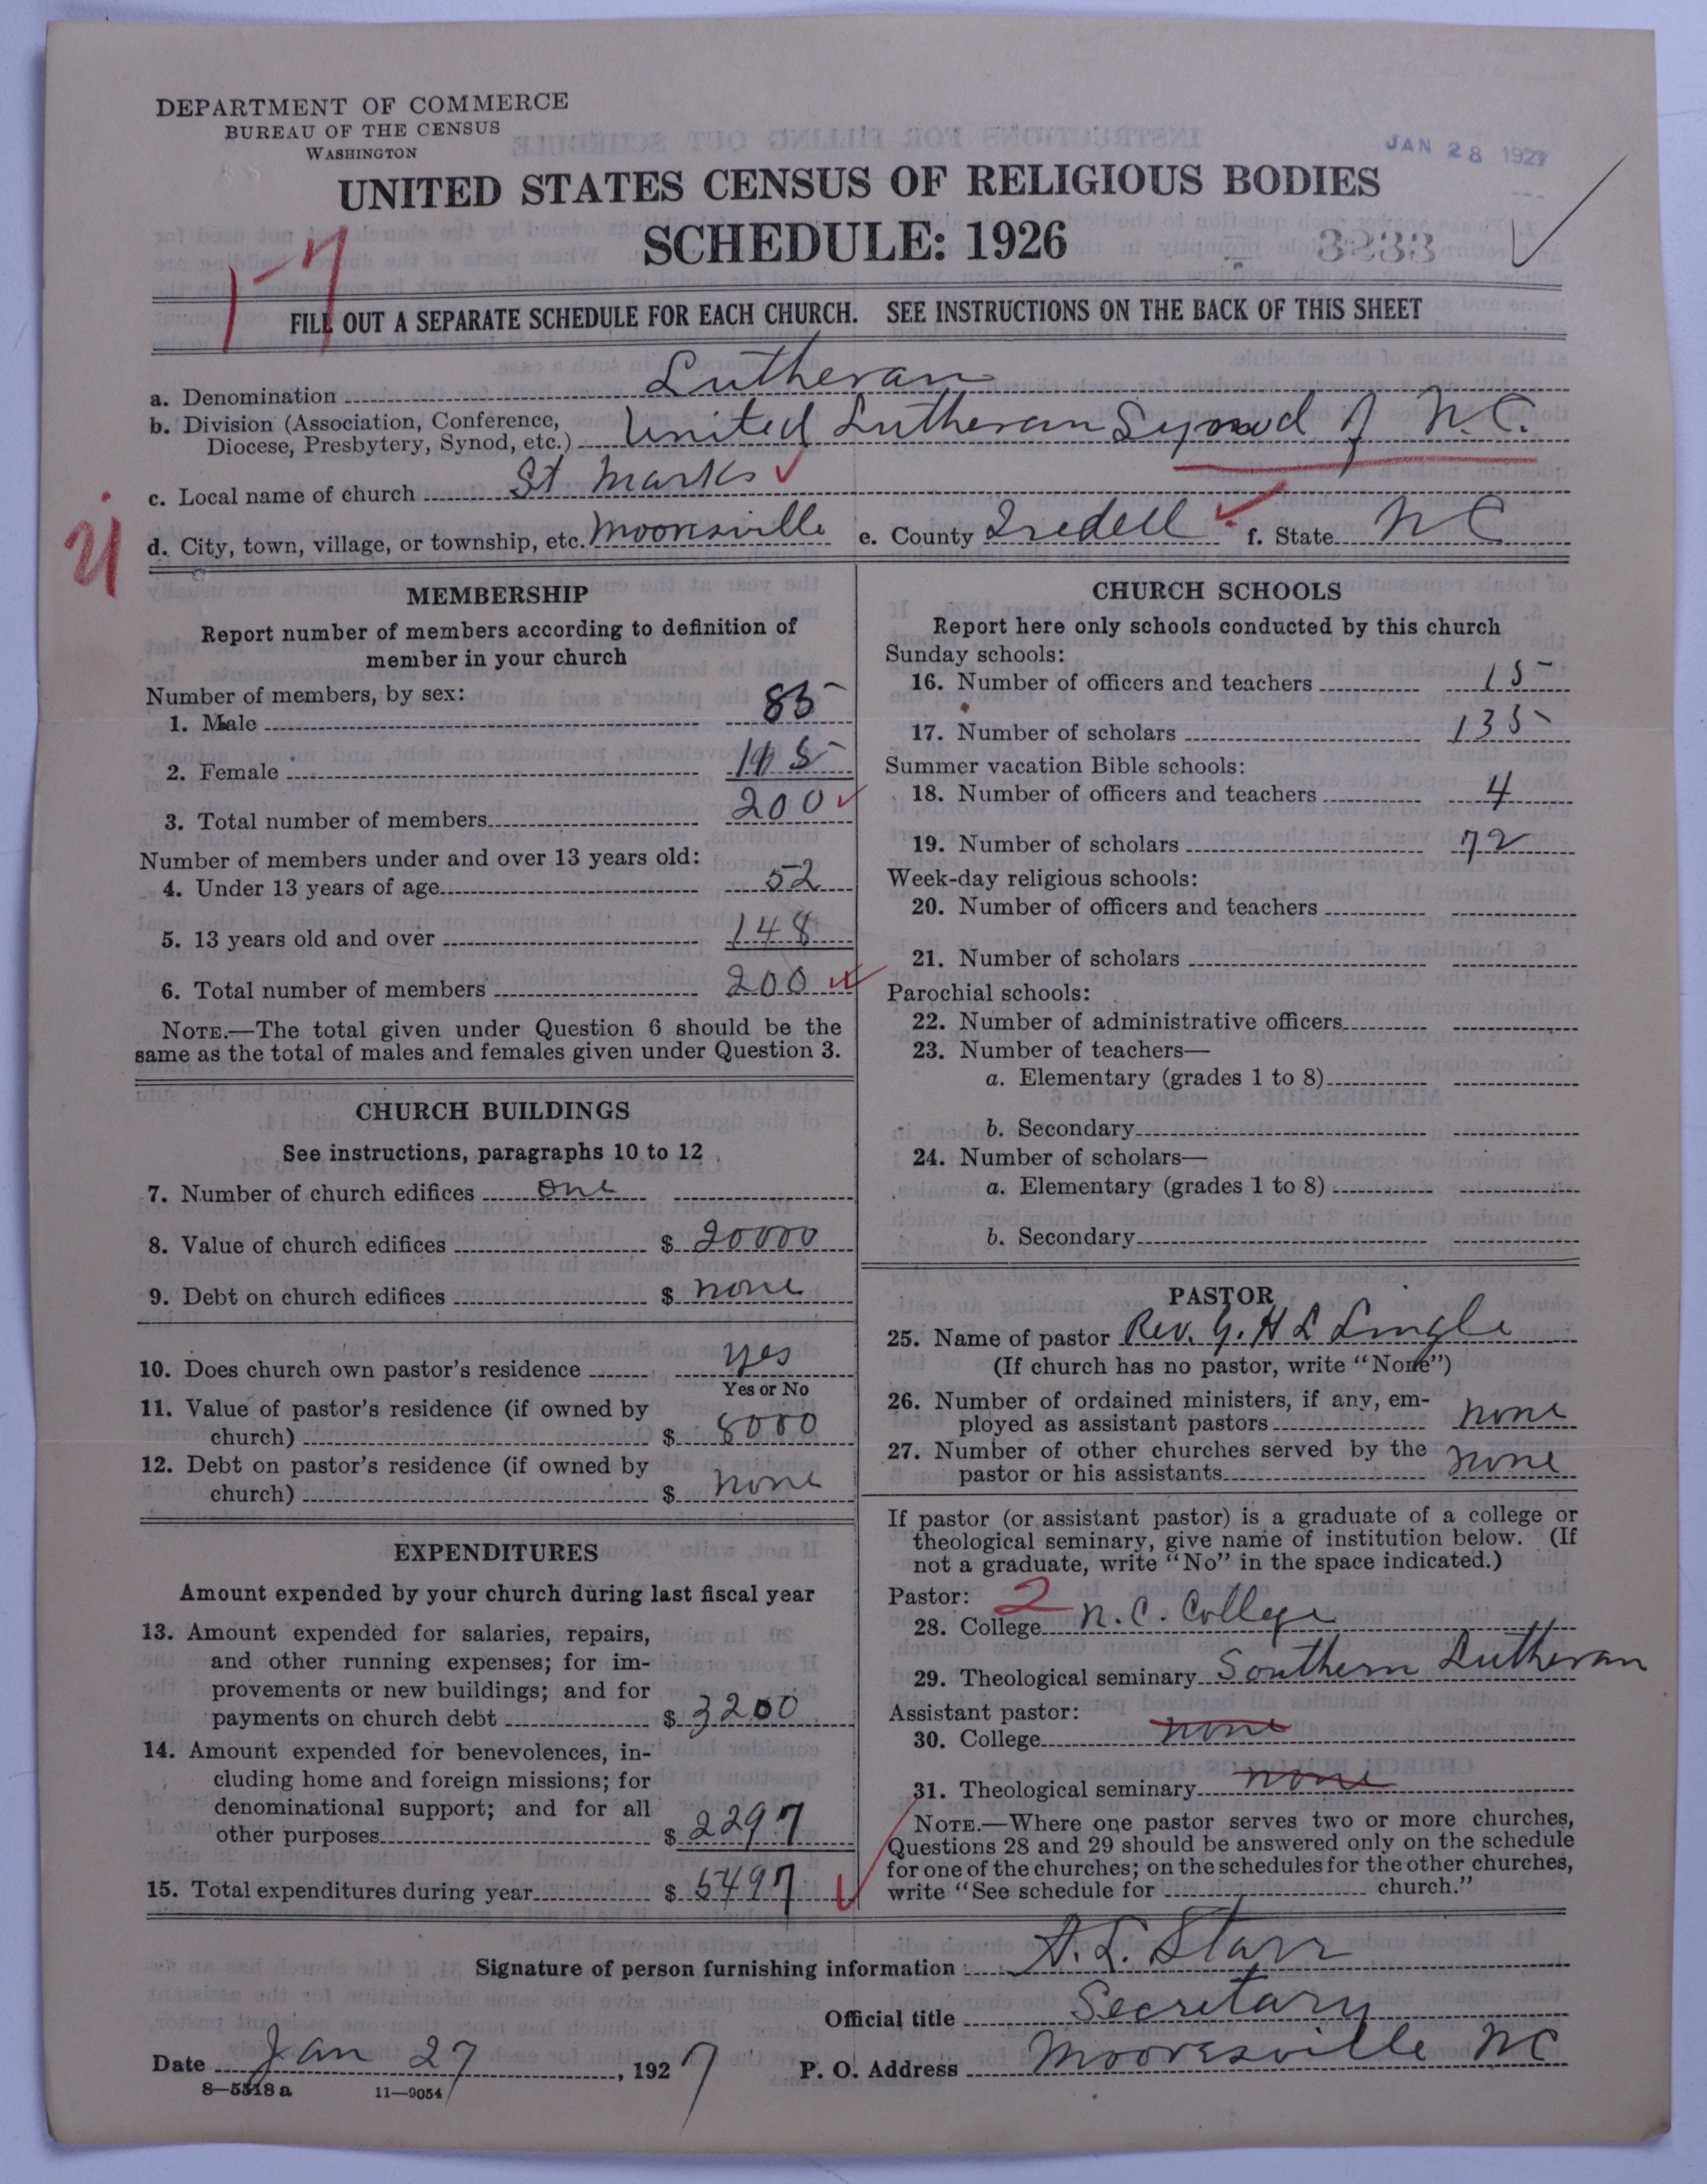 DEPARTMENT OF COMMERCE
BUREAU OF THE CENSUS
WASHINGTON
JAN 28 1927
UNITED STATES CENSUS OF RELIGIOUS BODIES
SCHEDULE: 1926
3233
1-7
FILL OUT A SEPARATE SCHEDULE FOR EACH CHURCH. SEE INSTRUCTIONS ON THE BACK OF THIS SHEET
a. Denomination Lutheran
b. Division (Association, Conference,
Diocese, Presbytery, Synod, etc.) United Lutheran Synod of N.C.
c. Local name of church St Marks
d. City, town, village, or township, etc. Mooresville e. County Iredell f. State N C
MEMBERSHIP
Report number of members according to definition of
member in your church
Number of members, by sex:
1. Male 85
2. Female 115
3. Total number of members 200
Number of members under and over 13 years old:
4. Under 13 years of age 52
5. 13 years old and over 148
6. Total number of members 200
NOTE.—The total given under Question 6 should be the
same as the total of males and females given under Question 3.
CHURCH BUILDINGS
See instructions, paragraphs 10 to 12
7. Number of church edifices one
8. Value of church edifices $ 20000
9. Debt on church edifices $ none
10. Does church own pastor's residence yes
Yes or No
11. Value of pastor's residence (if owned by
church) $ 8000
12. Debt on pastor's residence (if owned by
church) $ none
EXPENDITURES
Amount expended by your church during last fiscal year
13. Amount expended for salaries, repairs,
and other running expenses; for im-
provements or new buildings; and for
payments on church debt $ 3200
14. Amount expended for benevolences, in-
cluding home and foreign missions; for
denominational support; and for all
other purposes $ 2297
15. Total expenditures during year $ 5497
CHURCH SCHOOLS
Report here only schools conducted by this church
Sunday schools:
16. Number of officers and teachers 15
17. Number of scholars 135
Summer vacation Bible schools:
18. Number of officers and teachers 4
19. Number of scholars 72
Week-day religious schools:
20. Number of officers and teachers
21. Number of scholars
Parochial schools:
22. Number of administrative officers
23. Number of teachers—
a. Elementary (grades 1 to 8)
b. Secondary
24. Number of scholars—
a. Elementary (grades 1 to 8)
b. Secondary
PASTOR
25. Name of pastor Rev. G. H L Lingle
(If church has no pastor, write "None")
26. Number of ordained ministers, if any, em-
ployed as assistant pastors none
27. Number of other churches served by the
pastor or his assistants none
If pastor (or assistant pastor) is a graduate of a college or
theological seminary, give name of institution below. (If
not a graduate, write "No" in the space indicated.)
Pastor: 2
28. College N.C. College
29. Theological seminary Southern Lutheran
Assistant pastor:
30. College none
31. Theological seminary none
NOTE.—Where one pastor serves two or more churches,
Questions 28 and 29 should be answered only on the schedule
for one of the churches; on the schedules for the other churches,
write "See schedule for church."
Signature of person furnishing information A. L. Starr
Official title Secretary
Date Jan 27, 1927 P. O. Address Mooresville NC
8—5518a 11—9054